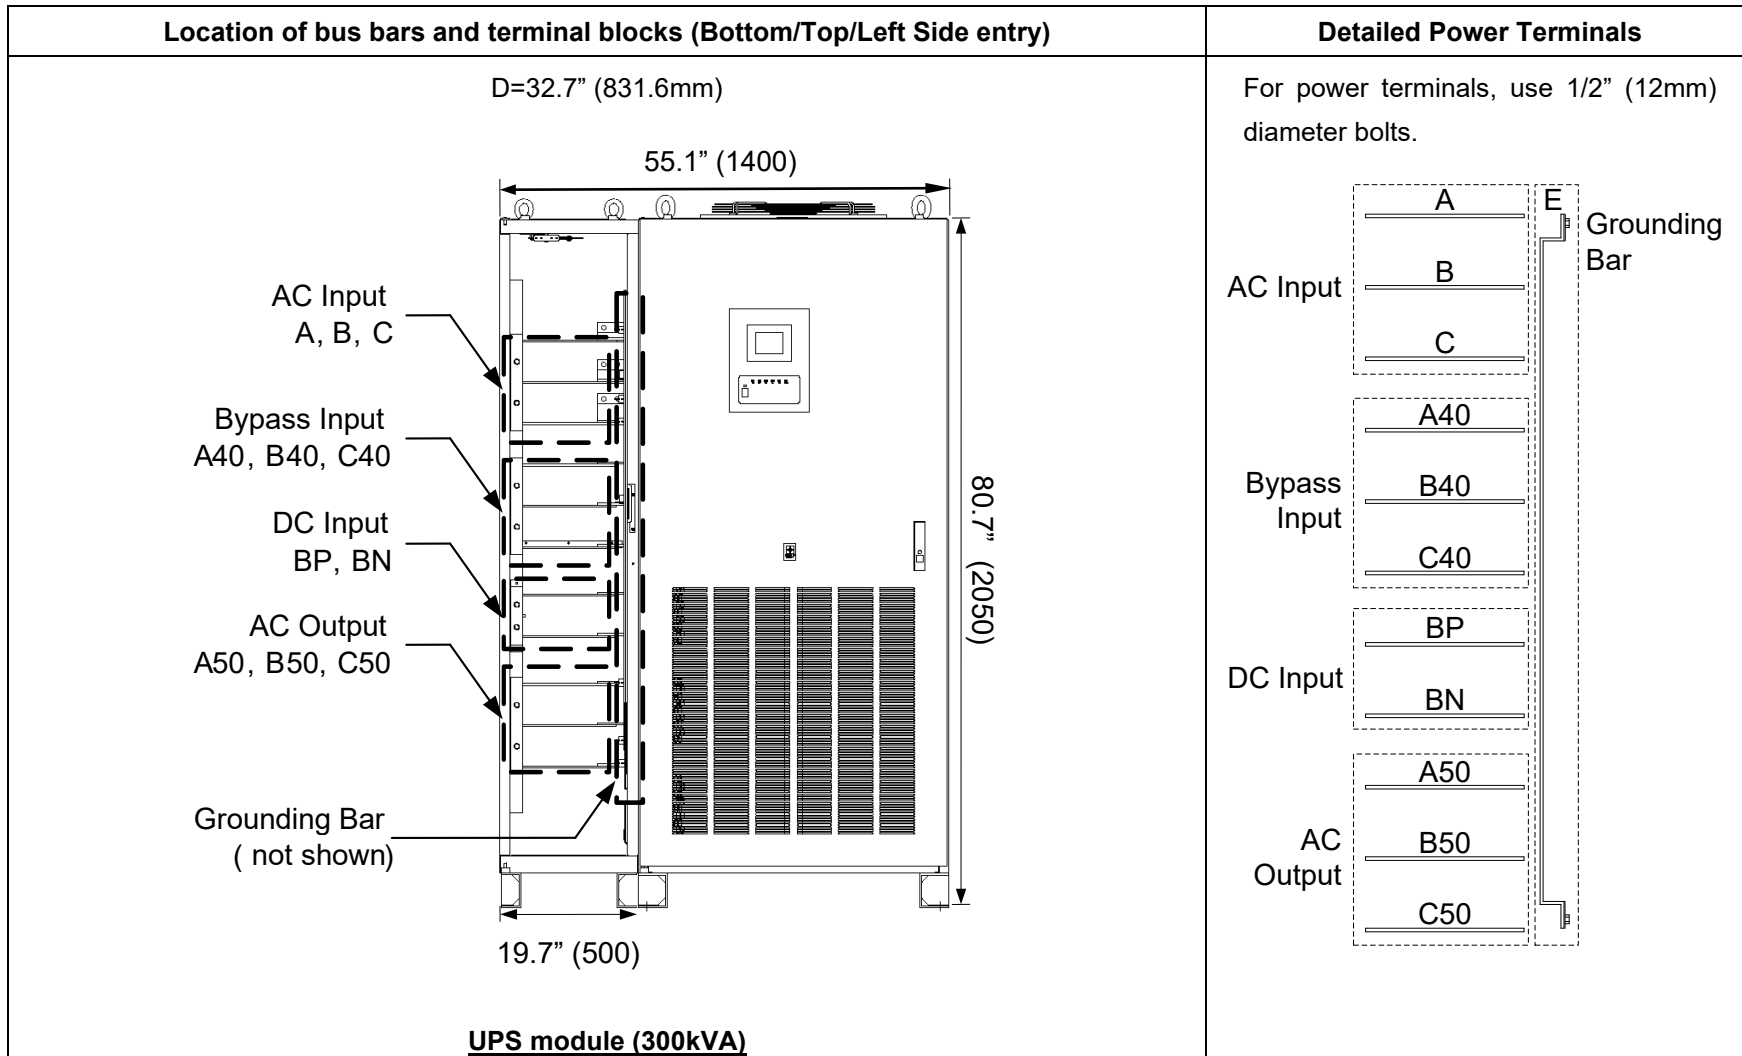 Location of bus bars and terminal blocks (Bottom/Top/Left Side entry)
D=32.7” (831.6mm)
55.1” (1400)
AC Input
A, B, C
Bypass Input
A40, B40, C40
DC Input
BP, BN
AC Output
A50, B50, C50
Grounding Bar
( not shown)
80.7” (2050)
19.7” (500)
UPS module (300kVA)
Detailed Power Terminals
For power terminals, use 1/2” (12mm)
diameter bolts.
A
E
Grounding
Bar
B
AC Input
C
A40
Bypass
Input
B40
C40
BP
DC Input
BN
A50
AC
Output
B50
C50